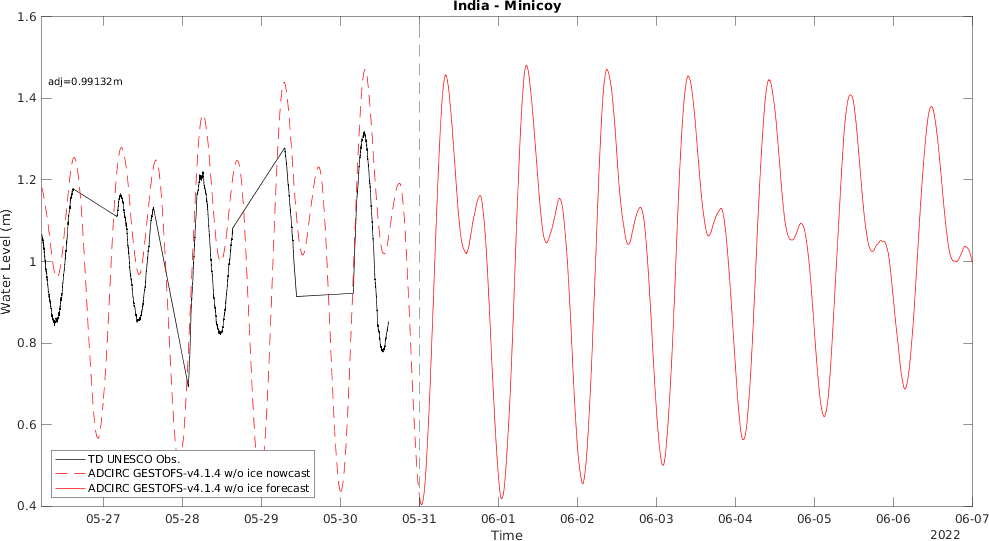 India - Minicoy
1.6
adj=0.99132m
1.4
1.2
1
0.8
0.6
0.4
Water Level (m)
TD UNESCO Obs.
ADCIRC GESTOFS-v4.1.4 w/o ice nowcast
ADCIRC GESTOFS-v4.1.4 w/o ice forecast
05-27 05-28 05-29 05-30 05-31 06-01 06-02 06-03 06-04 06-05 06-06 06-07
Time
2022